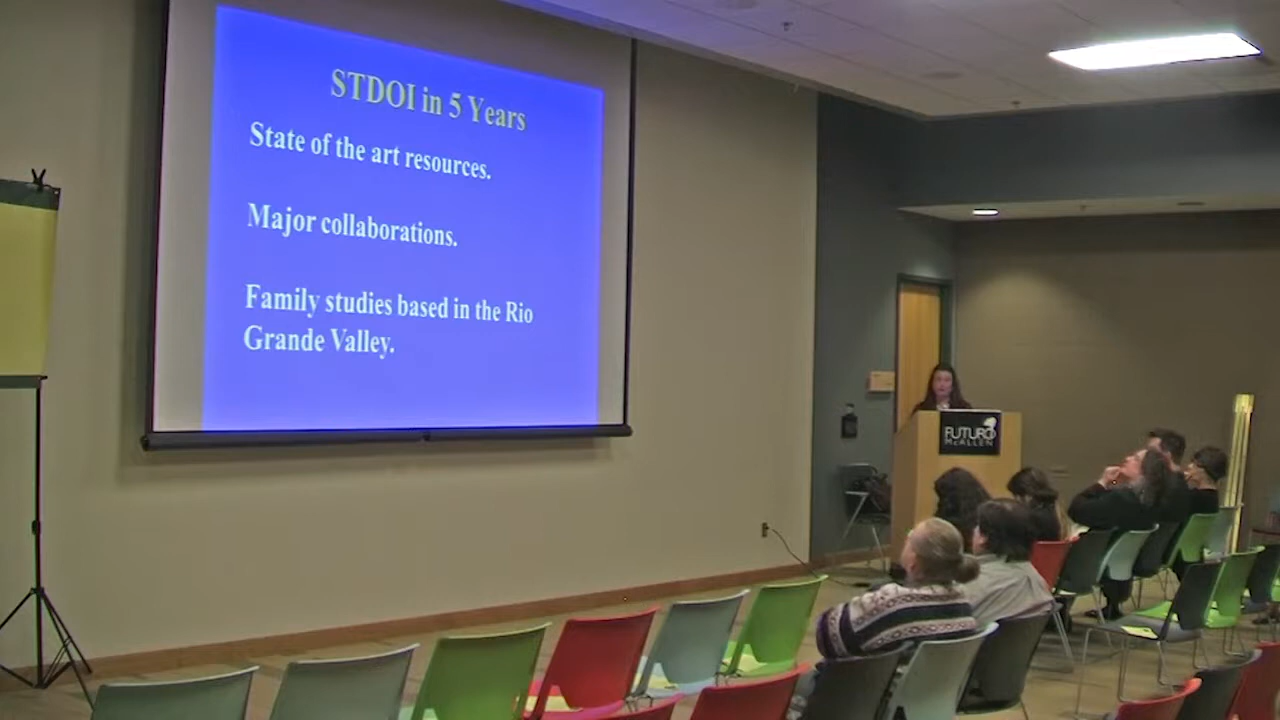 STDOI in 5 Years
State of the art resources.
Major collaborations.
Family studies based in the Rio
Grande Valley.
FUTURO
McALLEN